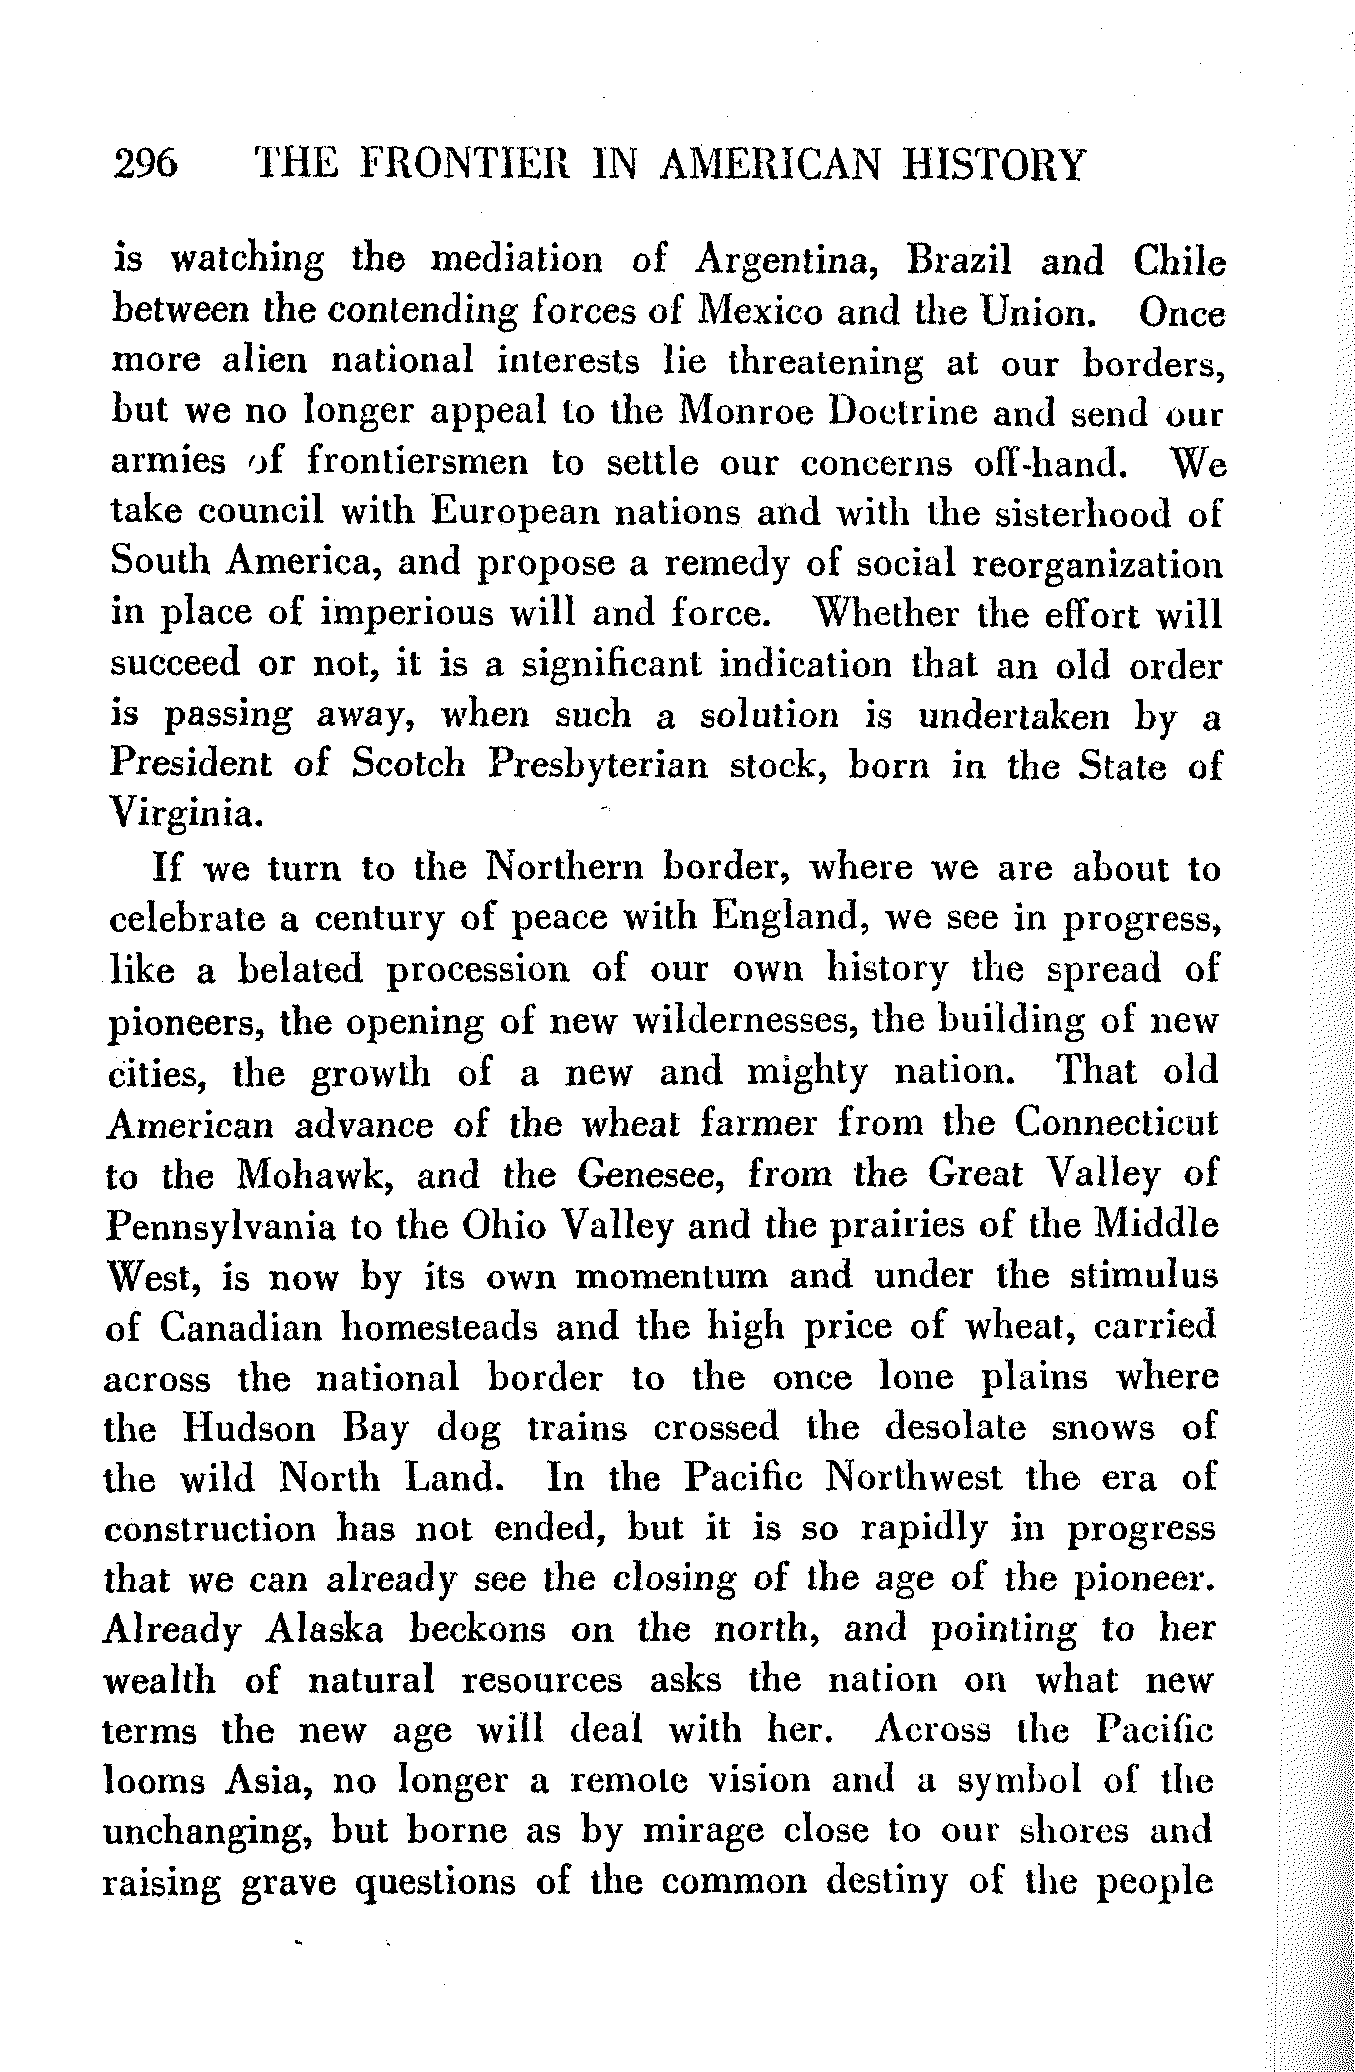 296 THE FRONTIER IN AMERICAN HISTORY
is watching the mediation of Argentina, Brazil and Chile
between the contending forces of Mexico and the Union. Once
more alien national interests lie threatening at our borders,
but we no longer appeal to the Monroe Doctrine and send our
armies of frontiersmen to settle our concerns off-hand. We
take council with European nations and with the sisterhood of
South America, and propose a remedy of social reorganization
in place of imperious will and force. Whether the effort will
succeed or not, it is a significant indication that an old order
is passing away, when such a solution is undertaken by a
President of Scotch Presbyterian stock, born in the State of
Virginia.
If we turn to the Northern border, where we are about to
celebrate a century of peace with England, we see in progress,
like a belated procession of our own history the spread of
pioneers, the opening of new wildernesses, the building of new
cities, the growth of a new and mighty nation. That old
American advance of the wheat farmer from the Connecticut
to the Mohawk, and the Genesee, from the Great Valley of
Pennsylvania to the Ohio Valley and the prairies of the Middle
West, is now by its own momentum and under the stimulus
of Canadian homesteads and the high price of wheat, carried
across the national border to the once lone plains where
the Hudson Bay dog trains crossed the desolate snows of
the wild North Land. In the Pacific Northwest the era of
construction has not ended, but it is so rapidly in progress
that we can already see the closing of the age of the pioneer.
Already Alaska beckons on the north, and pointing to her
wealth of natural resources asks the nation on what new
terms the new age will deal with her. Across the Pacific
looms Asia, no longer a remote vision and a symbol of the
unchanging, but borne as by mirage close to our shores and
raising grave questions of the common destiny of the people